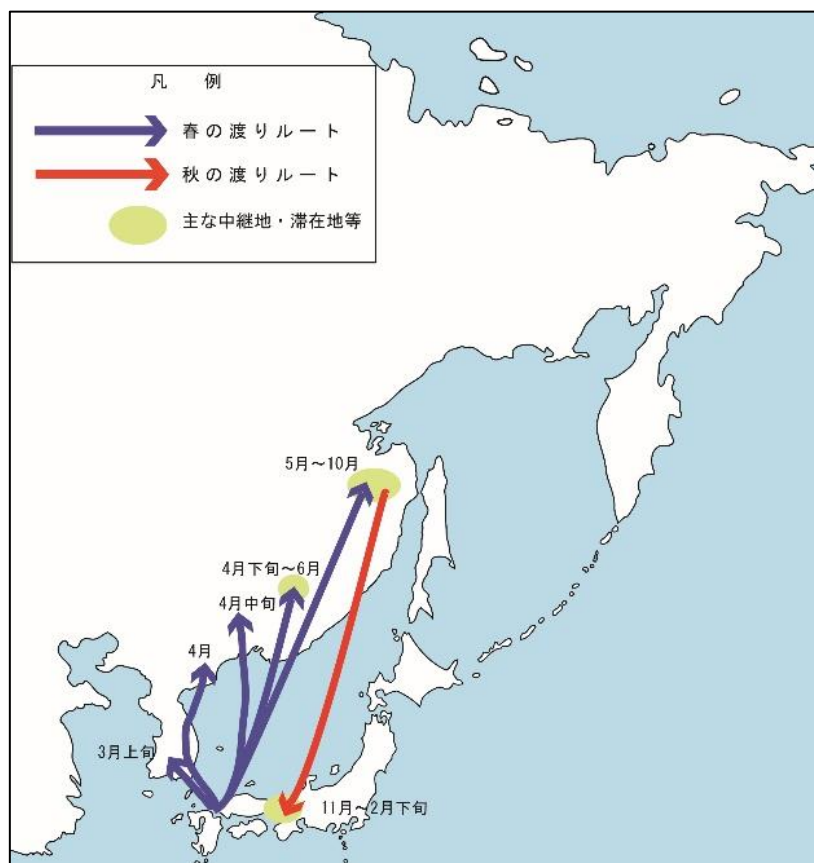 凡 例
春の渡りルート
秋の渡りルート
主な中継地・滞在地等
5月～10月
4月下旬～6月
4月中旬
4月
3月上旬
11月～2月下旬